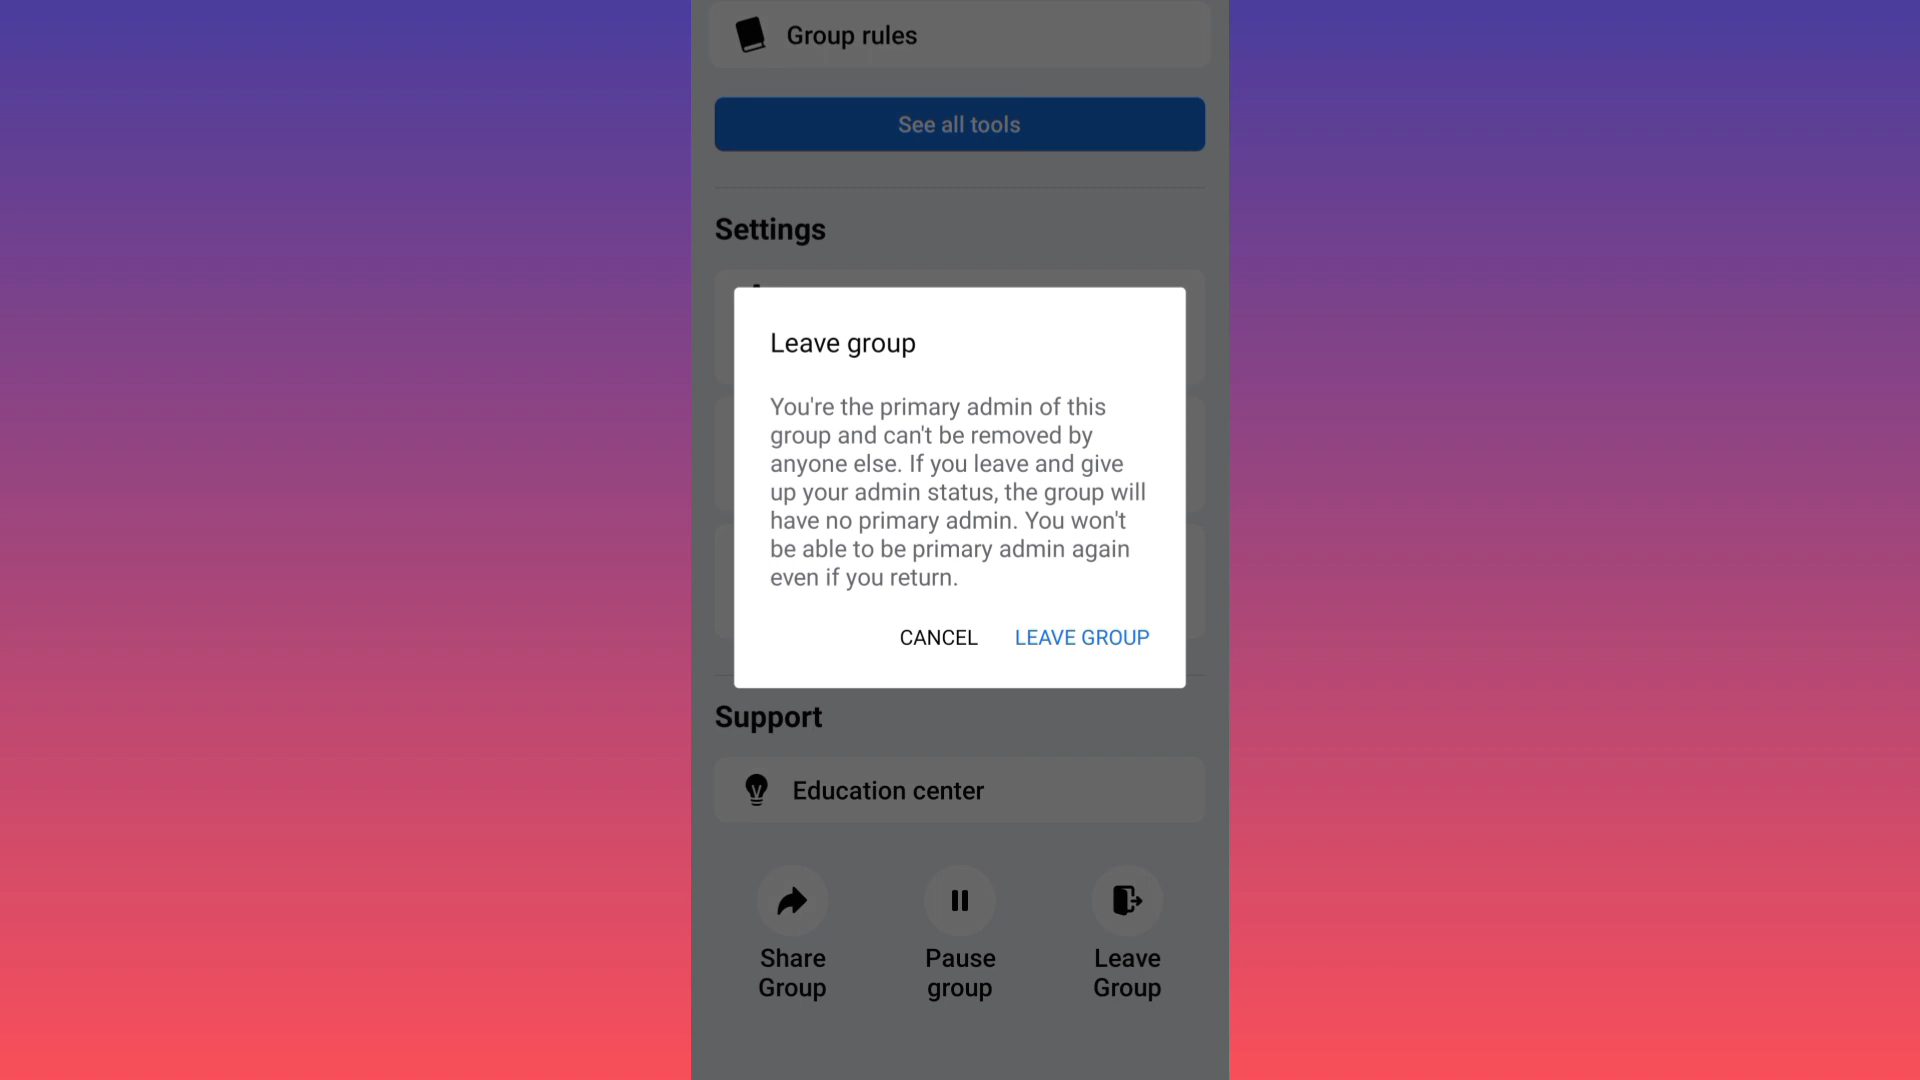 Group rules
See all tools
Settings
Leave group
You're the primary admin of this
group and can't be removed by
anyone else. If you leave and give
up your admin status, the group will
have no primary admin. You won't
be able to be primary admin again
even if you return.
CANCEL LEAVE GROUP
Support
Education center
Share Group
Pause group
Leave Group